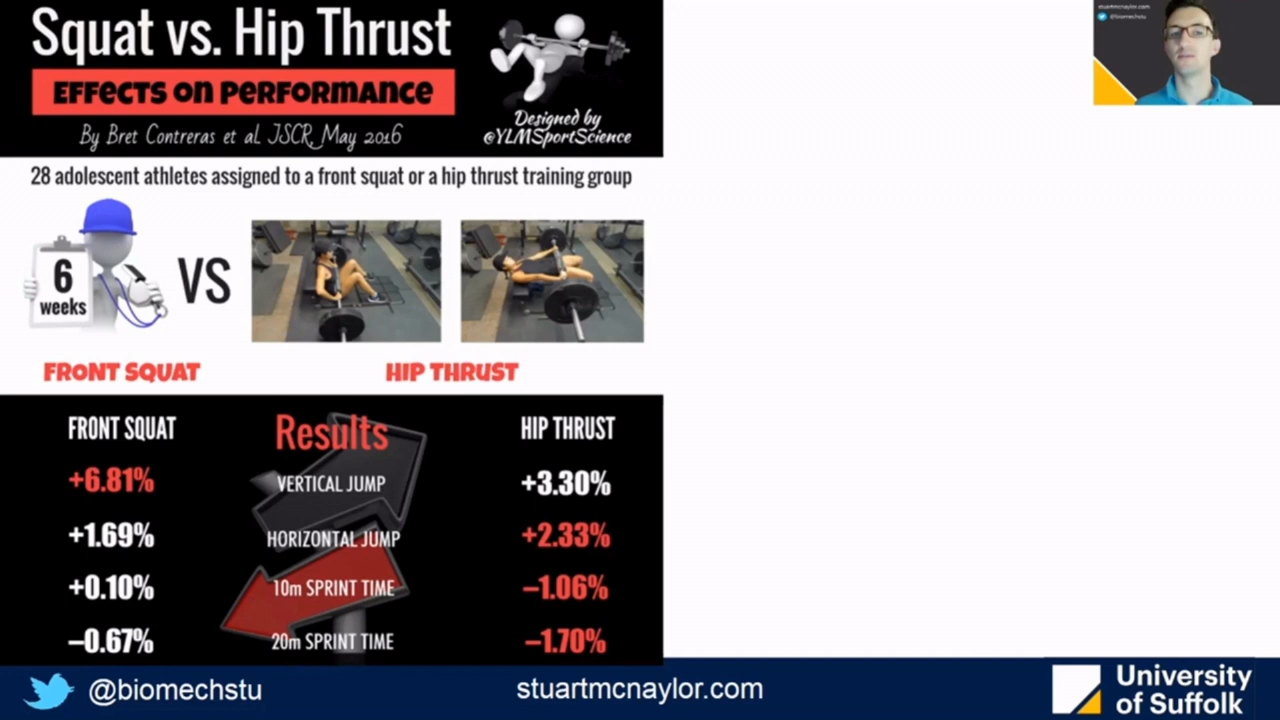 Squat vs. Hip Thrust
Effects on Performance
By Bret Contreras et al. JSCR, May 2016
Designed by
@YLMSportScience
stuartmcnaylor.com
@biomechstu
28 adolescent athletes assigned to a front squat or a hip thrust training group
6
weeks
VS
FRONT SQUAT
HIP THRUST
FRONT SQUAT Results HIP THRUST
+6.81% VERTICAL JUMP +3.30%
+1.69% HORIZONTAL JUMP +2.33%
+0.10% 10m SPRINT TIME –1.06%
–0.67% 20m SPRINT TIME –1.70%
@biomechstu
stuartmcnaylor.com
University
of Suffolk